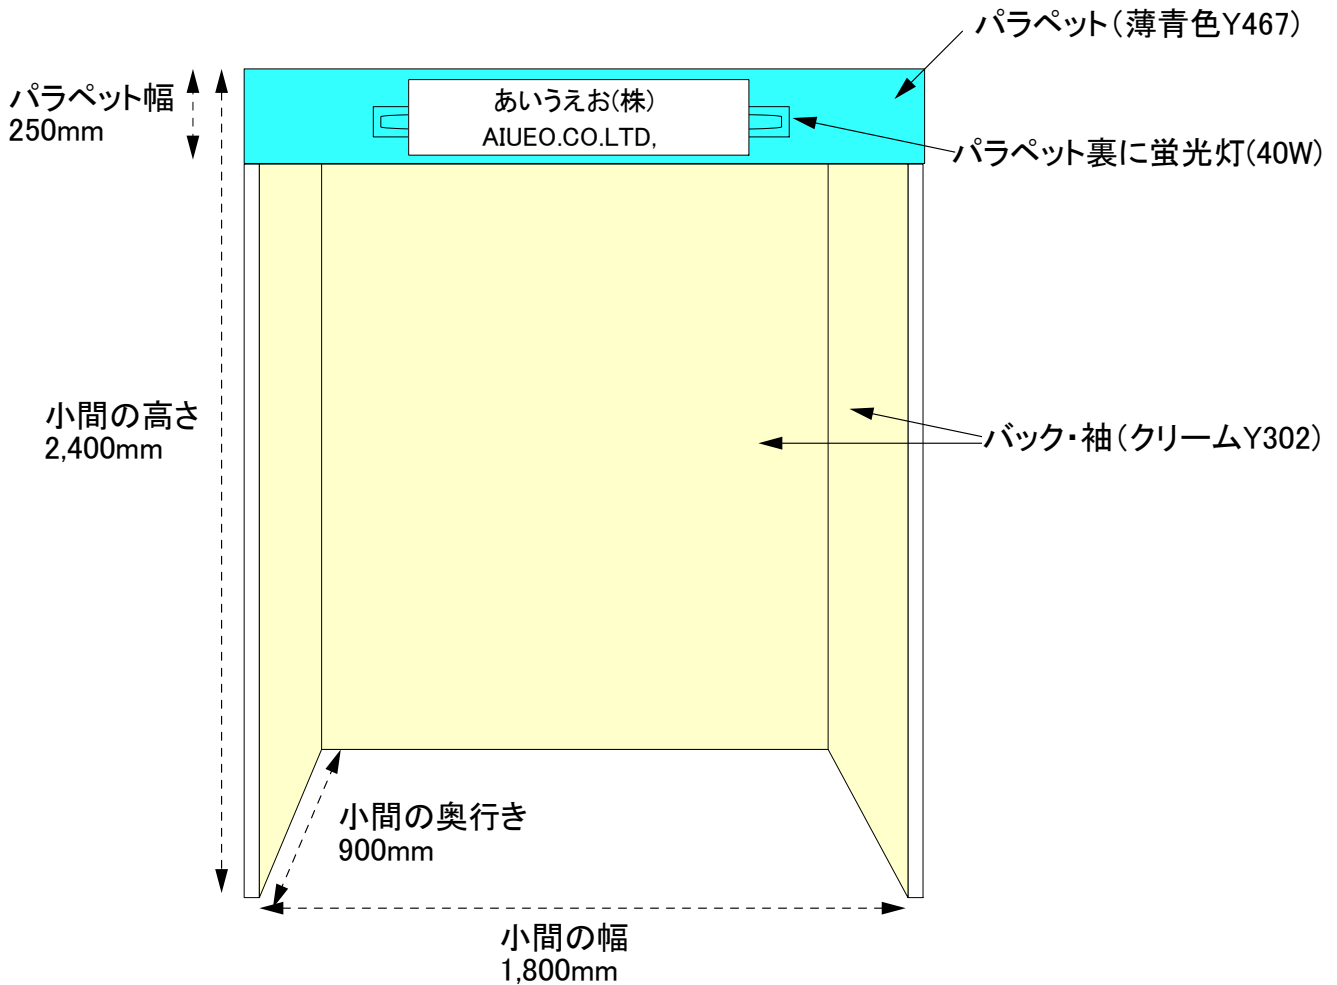 パラペット（薄青色Y467）
パラペット幅
250mm
あいうえお(株)
AIUEO.CO.LTD,
パラペット裏に蛍光灯(40W)
小間の高さ
2,400mm
バック・袖（クリームY302）
小間の奥行き
900mm
小間の幅
1,800mm